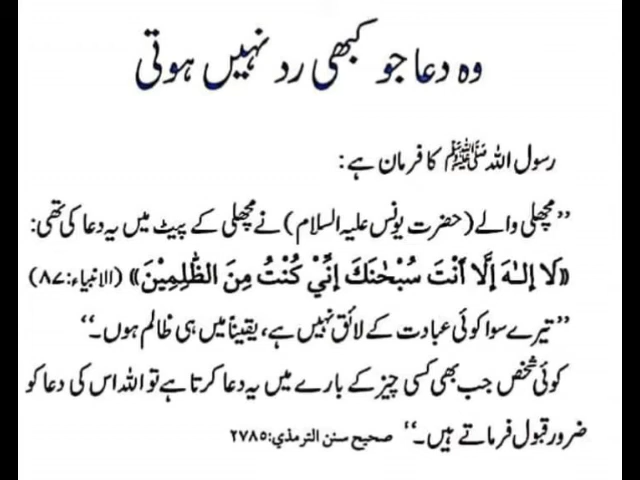 وہ دعا جو کبھی رد نہیں ہوتی
رسول اللہ ﷺ کا فرمان ہے:
’’مچھلی والے (حضرت یونس علیہ السلام) نے مچھلی کے پیٹ میں یہ دعا کی تھی:
﴿لَا إِلٰهَ إِلَّا أَنْتَ سُبْحٰنَكَ إِنِّيْ كُنْتُ مِنَ الظّٰلِمِيْنَ﴾ (الانبیاء:۸۷)
’’تیرے سوا کوئی عبادت کے لائق نہیں ہے، یقیناً میں ہی ظالم ہوں۔‘‘
کوئی شخص جب بھی کسی چیز کے بارے میں یہ دعا کرتا ہے تو اللہ اس کی دعا کو
ضرور قبول فرماتے ہیں۔‘‘ صحیح سنن الترمذي:۲۷۸۵